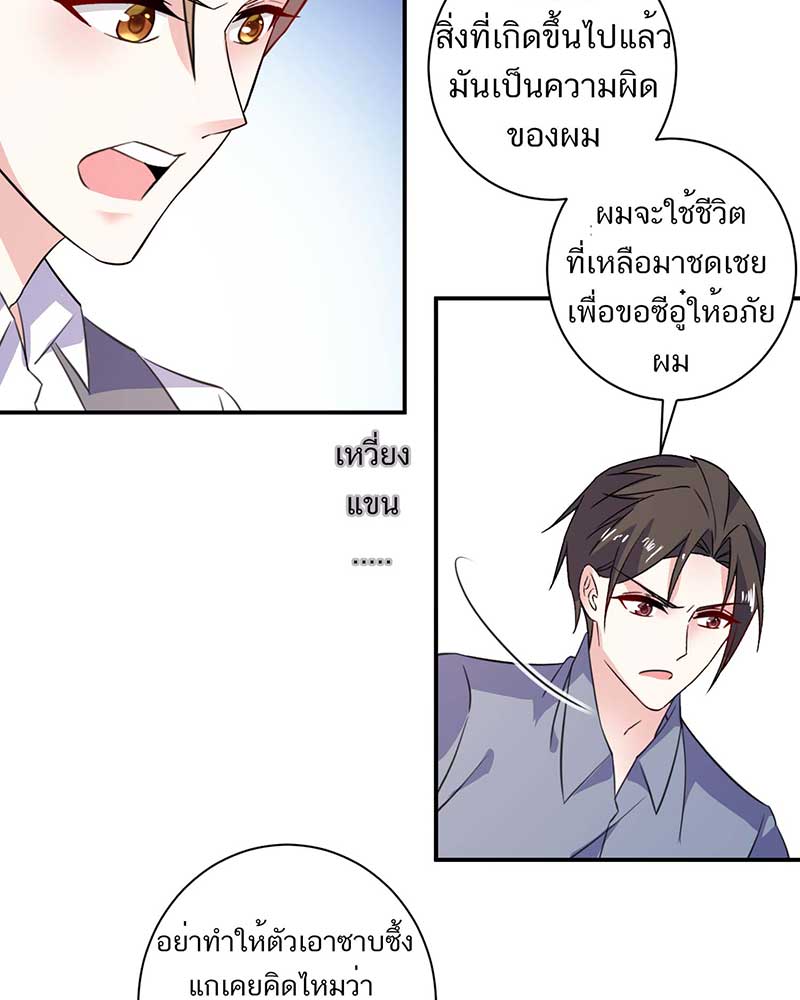 สิ่งที่เกิดขึ้นไปแล้ว
มันเป็นความผิด
ของผม
ผมจะใช้ชีวิต
ที่เหลือมาชดเชย
เพื่อขอซีอู๋ให้อภัย
ผม
เหวี่ยง
แขน
.....
อย่าทำให้ตัวเอาซาบซึ้ง
แกเคยคิดไหมว่า